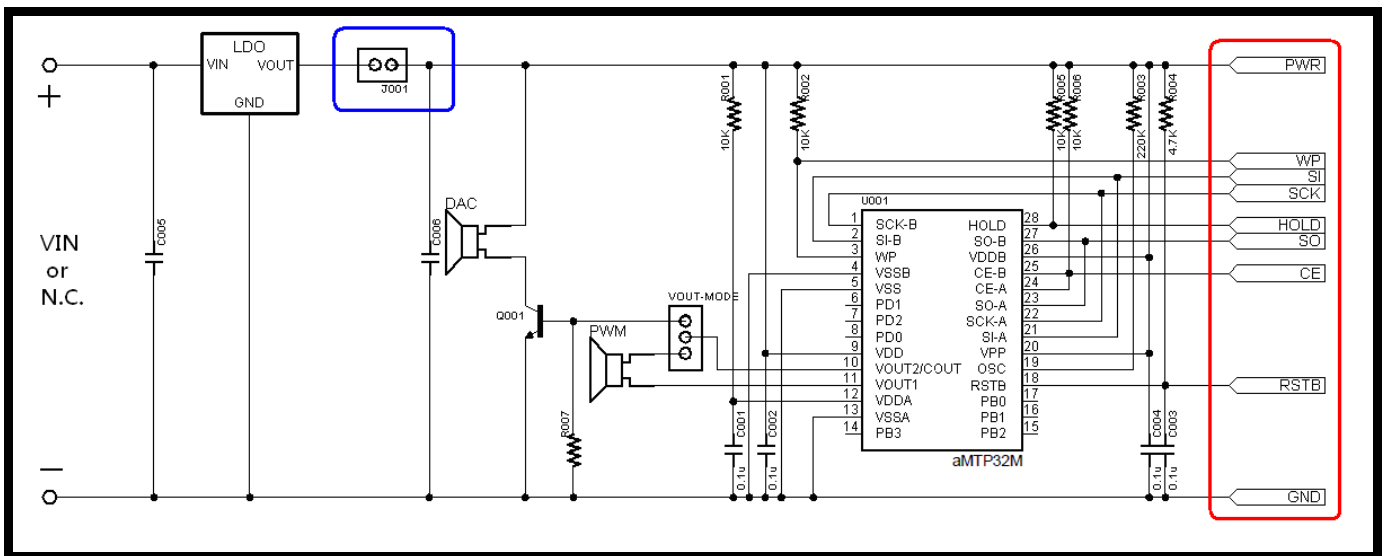 LDO
VIN VOUT
GND
J001
+
VIN
or
N.C.
−
C005
C006
DAC
Q001
PWM
R007
VOUT-MODE
R001
10K
R002
10K
C001
0.1u
C002
0.1u
R005
10K
R006
10K
R003
220K
R004
4.7K
C004
0.1u
C003
0.1u
U001
1 SCK-B HOLD 28
2 SI-B SO-B 27
3 WP VDDB 26
4 VSSB CE-B 25
5 VSS CE-A 24
6 PD1 SO-A 23
7 PD2 SCK-A 22
8 PD0 SI-A 21
9 VDD VPP 20
10 VOUT2/COUT OSC 19
11 VOUT1 RSTB 18
12 VDDA PB0 17
13 VSSA PB1 16
14 PB3 PB2 15
aMTP32M
PWR
WP
SI
SCK
HOLD
SO
CE
RSTB
GND